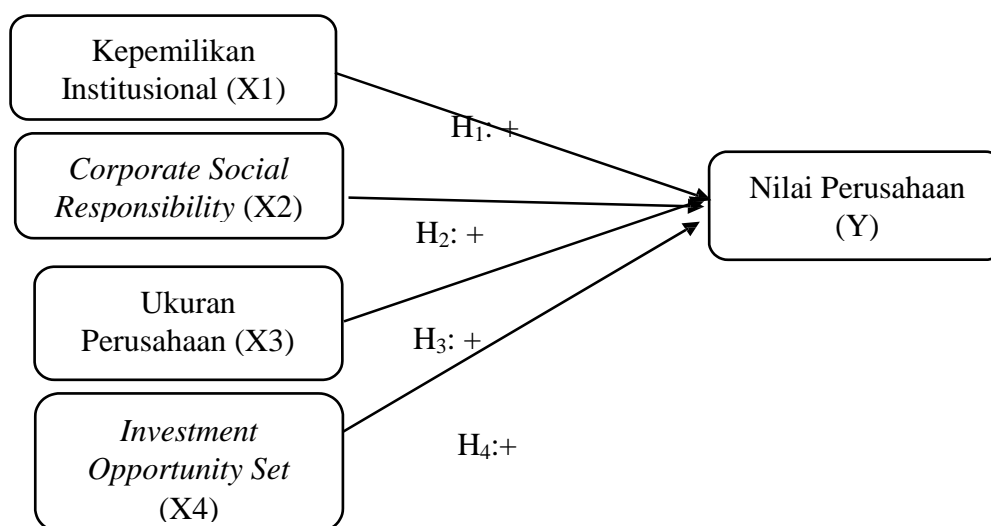 Kepemilikan
Institusional (X1)
H₁: +
Corporate Social
Responsibility (X2)
Nilai Perusahaan
(Y)
H₂: +
Ukuran
Perusahaan (X3)
H₃: +
Investment
Opportunity Set
(X4)
H₄:+